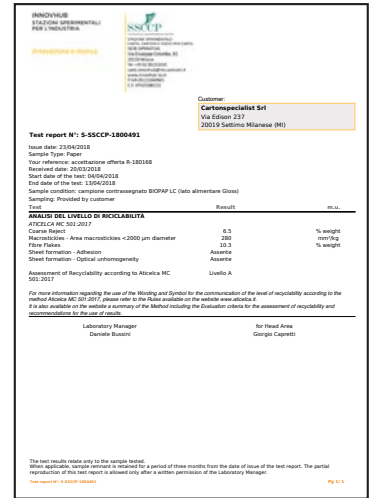 INNOVHUB
STAZIONI SPERIMENTALI
PER L'INDUSTRIA
innovazione e ricerca
SSCCP
Customer:
Cartonspecialist Srl
Via Edison 237
20019 Settimo Milanese (MI)
Test report N°: S-SSCCP-1800491
Issue date: 23/04/2018
Sample Type: Paper
Your reference: accettazione offerta R-180168
Received date: 20/03/2018
Start date of the test: 04/04/2018
End date of the test: 13/04/2018
Sample condition: campione contrassegnato BIOPAP LC (lato alimentare Gloss)
Sampling: Provided by customer
Test Result m.u.
ANALISI DEL LIVELLO DI RICICLABILITÀ
ATICELCA MC 501:2017
Coarse Reject 6.5 % weight
Macrostickies - Area macrostickies <2000 µm diameter 280 mm²/kg
Fibre Flakes 10.3 % weight
Sheet formation - Adhesion Assente
Sheet formation - Optical unhomogeneity Assente
Assessment of Recyclability according to Aticelca MC Livello A
501:2017
For more information regarding the use of the Wording and Symbol for the communication of the level of recyclability according to the
method Aticelca MC 501:2017, please refer to the Rules available on the website www.aticelca.it.
It is also available on the website a summary of the Method including the Evaluation criteria for the assessment of recyclability and
recommendations for the use of results.
Laboratory Manager for Head Area
Daniele Bussini Giorgio Capretti
The test results relate only to the sample tested.
When applicable, sample remnant is retained for a period of three months from the date of issue of the test report. The partial
reproduction of this test report is allowed only after a written permission of the Laboratory Manager.
Test report N°: S-SSCCP-1800491 Pg 1/ 1